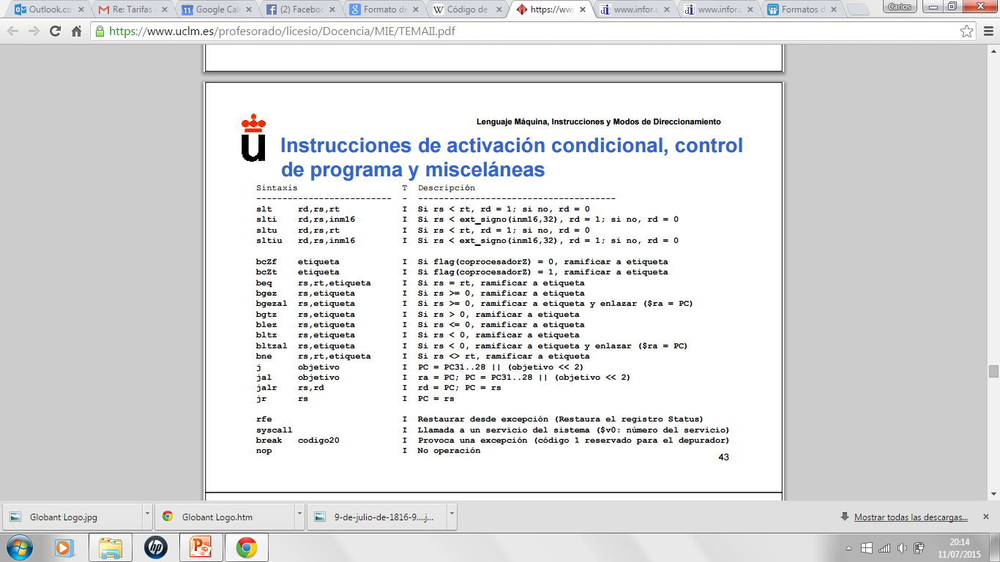 Outlook.co
Re: Tarifas
Google Cal
(2) Faceboo
Formato de
Código de
https://www
www.infor.u
www.infor.u
Formatos d
Carlos
https://www.uclm.es/profesorado/licesio/Docencia/MIE/TEMAII.pdf
Lenguaje Máquina, Instrucciones y Modos de Direccionamiento
Instrucciones de activación condicional, control
de programa y misceláneas
Sintaxis T Descripción
-------------------------- - --------------------------------------
slt rd,rs,rt I Si rs < rt, rd = 1; si no, rd = 0
slti rd,rs,inm16 I Si rs < ext_signo(inm16,32), rd = 1; si no, rd = 0
sltu rd,rs,rt I Si rs < rt, rd = 1; si no, rd = 0
sltiu rd,rs,inm16 I Si rs < ext_signo(inm16,32), rd = 1; si no, rd = 0
bcZf etiqueta I Si flag(coprocesadorZ) = 0, ramificar a etiqueta
bcZt etiqueta I Si flag(coprocesadorZ) = 1, ramificar a etiqueta
beq rs,rt,etiqueta I Si rs = rt, ramificar a etiqueta
bgez rs,etiqueta I Si rs >= 0, ramificar a etiqueta
bgezal rs,etiqueta I Si rs >= 0, ramificar a etiqueta y enlazar ($ra = PC)
bgtz rs,etiqueta I Si rs > 0, ramificar a etiqueta
blez rs,etiqueta I Si rs <= 0, ramificar a etiqueta
bltz rs,etiqueta I Si rs < 0, ramificar a etiqueta
bltzal rs,etiqueta I Si rs < 0, ramificar a etiqueta y enlazar ($ra = PC)
bne rs,rt,etiqueta I Si rs <> rt, ramificar a etiqueta
j objetivo I PC = PC31..28 || (objetivo << 2)
jal objetivo I ra = PC; PC = PC31..28 || (objetivo << 2)
jalr rs,rd I rd = PC; PC = rs
jr rs I PC = rs
rfe I Restaurar desde excepción (Restaura el registro Status)
syscall I Llamada a un servicio del sistema ($v0: número del servicio)
break codigo20 I Provoca una excepción (código 1 reservado para el depurador)
nop I No operación
43
Globant Logo.jpg
Globant Logo.htm
9-de-julio-de-1816-9....j...
Mostrar todas las descargas...
20:14
11/07/2015